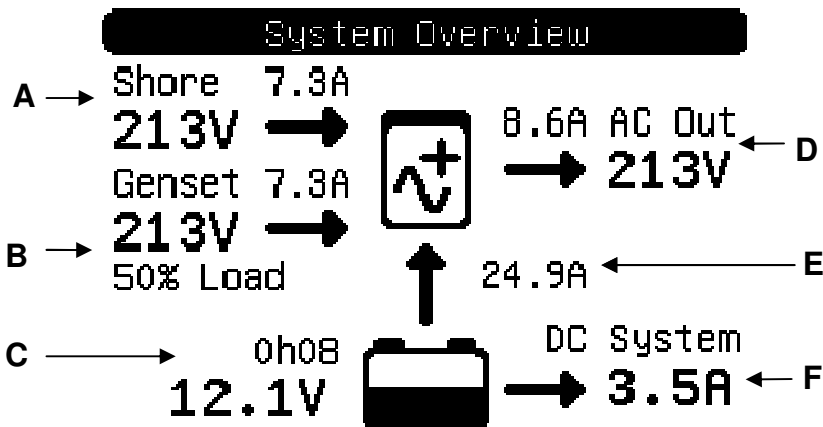 System Overview
A
Shore 7.3A
213V
8.6A AC Out
213V
D
Genset 7.3A
213V
50% Load
B
24.9A
E
C
0h08
12.1V
DC System
3.5A
F